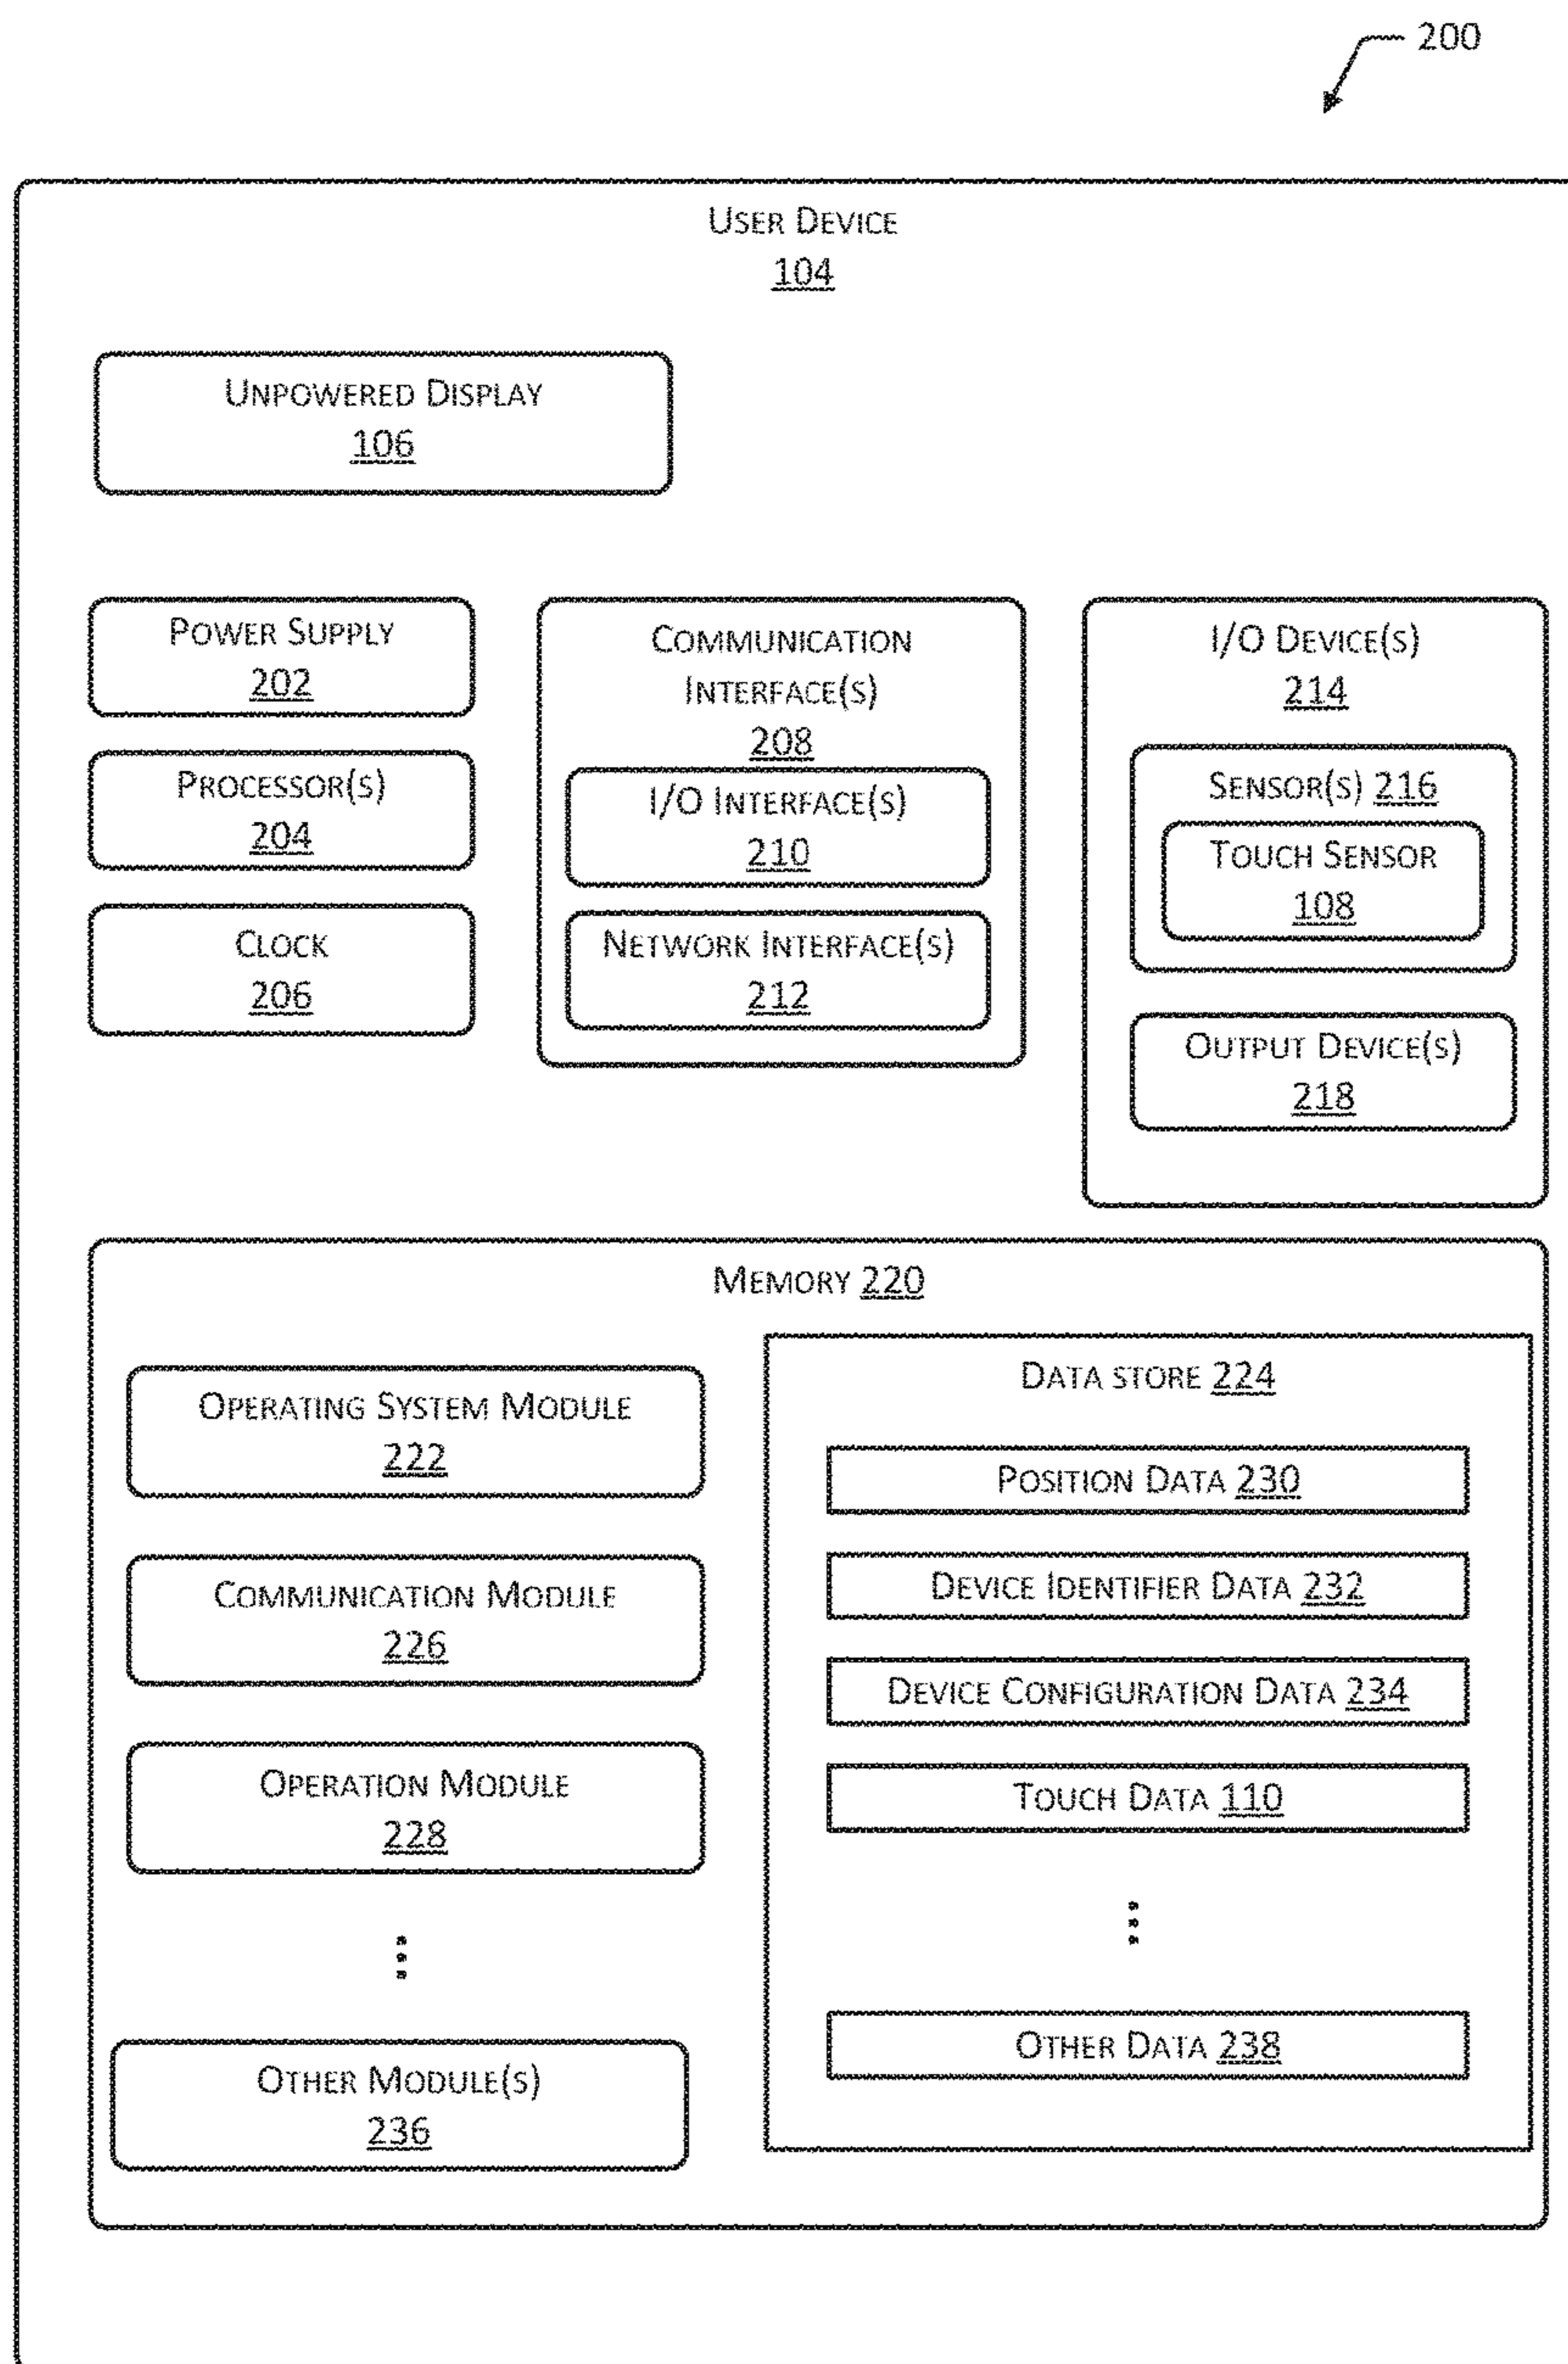 200
USER DEVICE
104
UNPOWERED DISPLAY
106
POWER SUPPLY
202
PROCESSOR(S)
204
CLOCK
206
COMMUNICATION
INTERFACE(S)
208
I/O INTERFACE(S)
210
NETWORK INTERFACE(S)
212
I/O DEVICE(S)
214
SENSOR(S) 216
TOUCH SENSOR
108
OUTPUT DEVICE(S)
218
MEMORY 220
OPERATING SYSTEM MODULE
222
COMMUNICATION MODULE
226
OPERATION MODULE
228
⋮
OTHER MODULE(S)
236
DATA STORE 224
POSITION DATA 230
DEVICE IDENTIFIER DATA 232
DEVICE CONFIGURATION DATA 234
TOUCH DATA 110
⋮
OTHER DATA 238